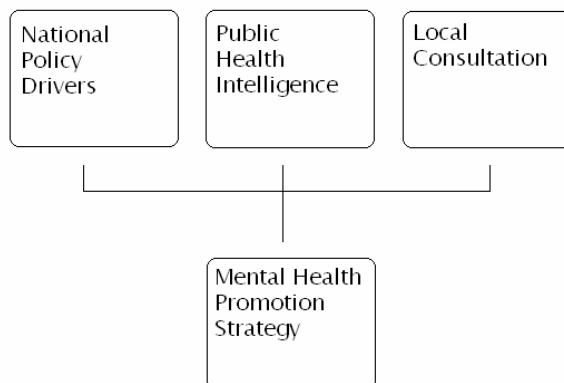 National
Policy
Drivers
Public
Health
Intelligence
Local
Consultation
Mental Health
Promotion
Strategy